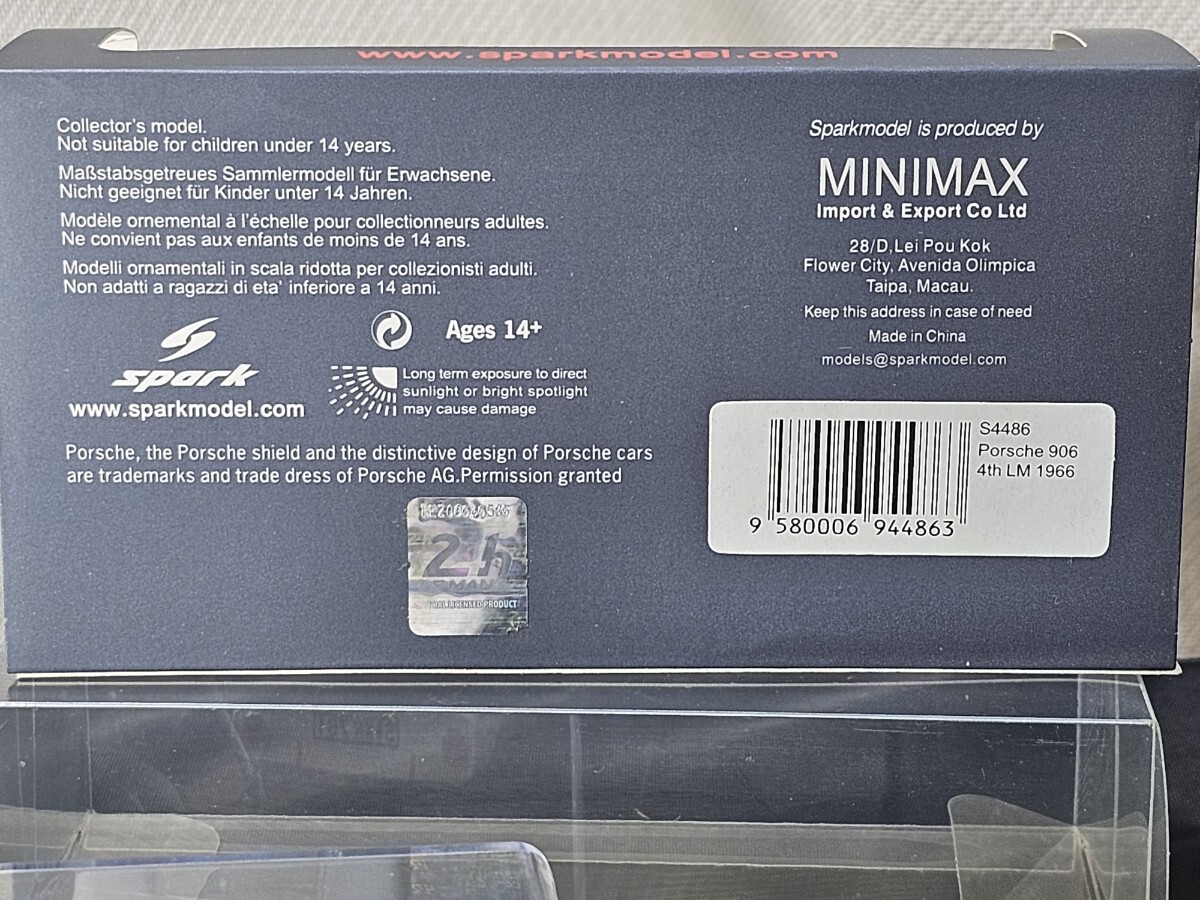 www.sparkmodel.com
Collector's model.
Not suitable for children under 14 years.
Maßstabsgetreues Sammlermodell für Erwachsene.
Nicht geeignet für Kinder unter 14 Jahren.
Modèle ornemental à l'échelle pour collectionneurs adultes.
Ne convient pas aux enfants de moins de 14 ans.
Modelli ornamentali in scala ridotta per collezionisti adulti.
Non adatti a ragazzi di eta' inferiore a 14 anni.
Ages 14+
spark
www.sparkmodel.com
Long term exposure to direct
sunlight or bright spotlight
may cause damage
Porsche, the Porsche shield and the distinctive design of Porsche cars
are trademarks and trade dress of Porsche AG.Permission granted
24h
LICENSED PRODUCT
Sparkmodel is produced by
MINIMAX
Import & Export Co Ltd
28/D,Lei Pou Kok
Flower City, Avenida Olimpica
Taipa, Macau.
Keep this address in case of need
Made in China
models@sparkmodel.com
S4486
Porsche 906
4th LM 1966
9 580006 944863